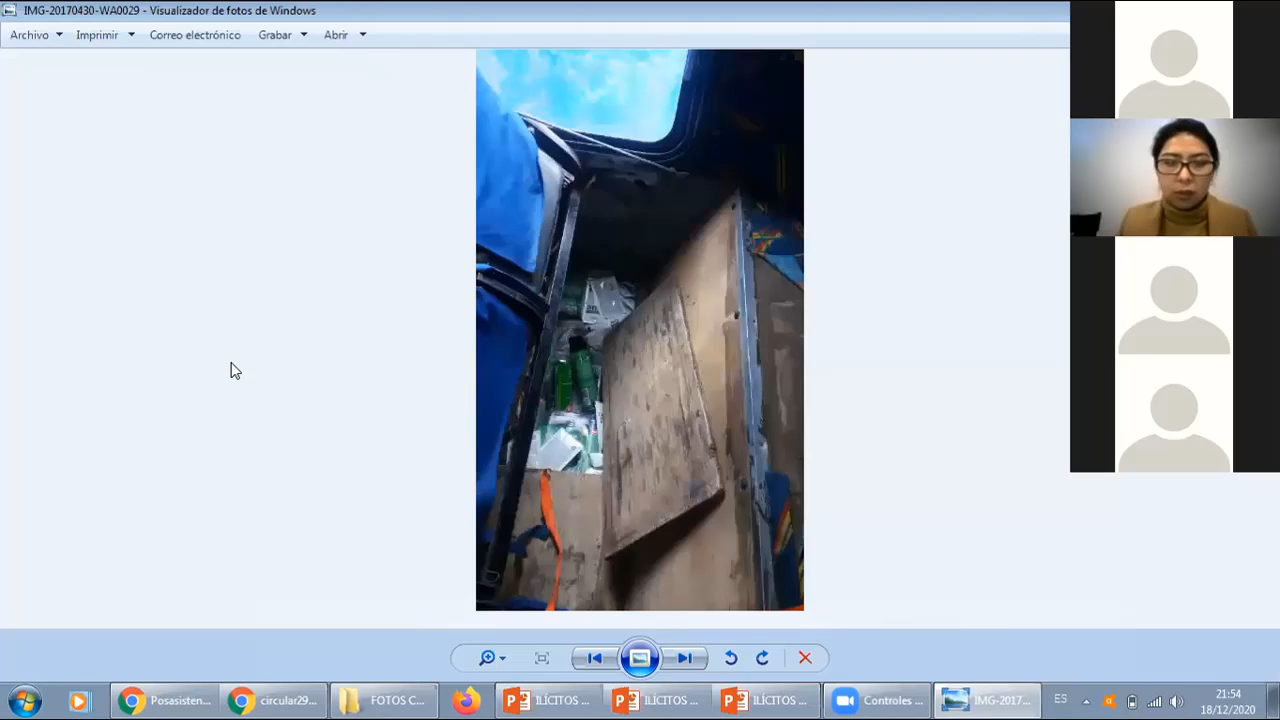 IMG-20170430-WA0029 - Visualizador de fotos de Windows
Archivo Imprimir Correo electrónico Grabar Abrir
Posasisten... circular29... FOTOS C... ILÍCITOS ... ILÍCITOS ... ILÍCITOS ... Controles ... IMG-2017... ES 21:54
18/12/2020